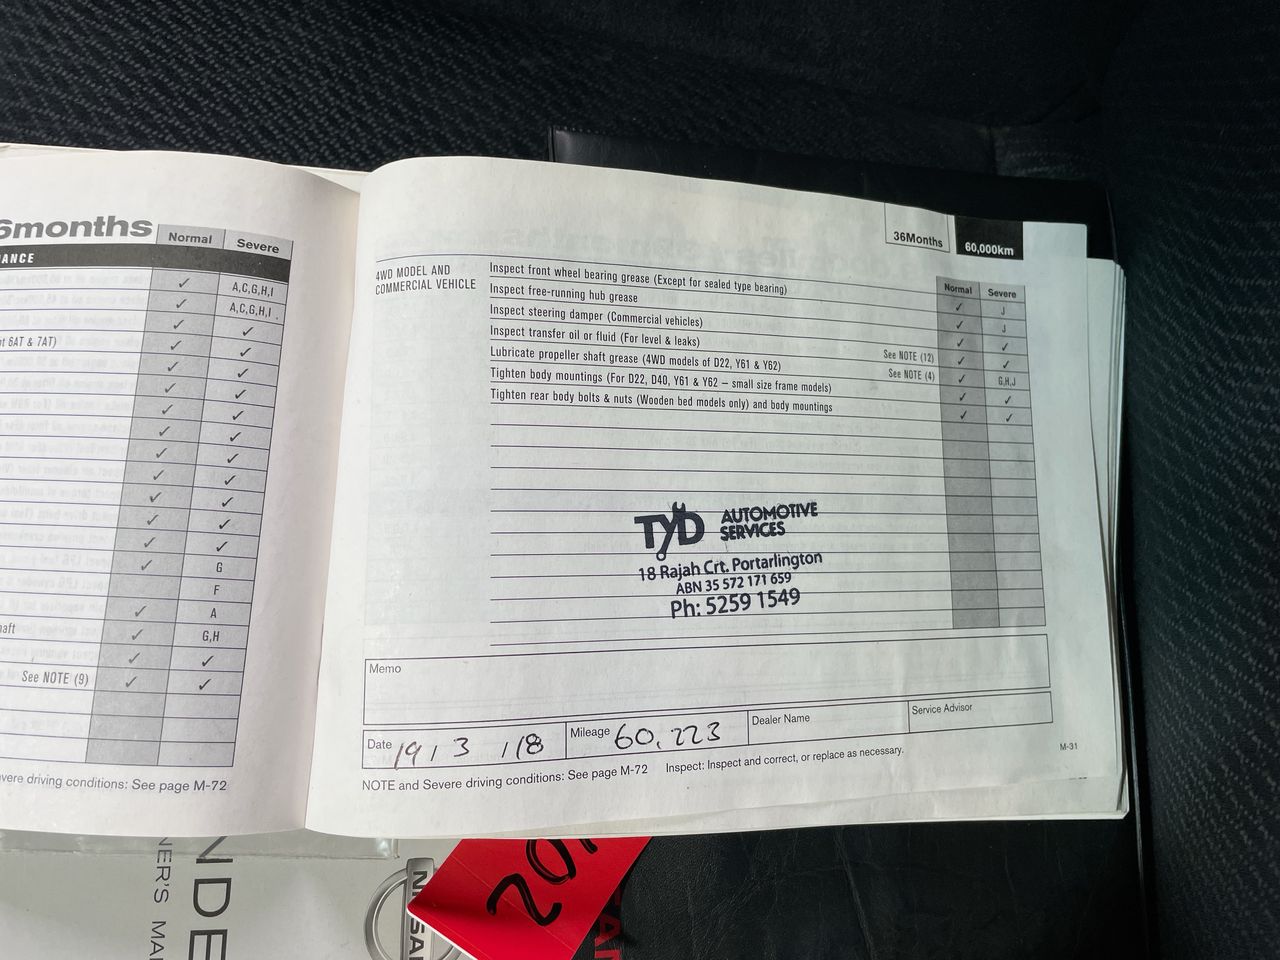 6months
Normal Severe
ANCE
✓ A,C,G,H,I
✓ A,C,G,H,I
✓ ✓
t 6AT & 7AT) ✓ ✓
✓ ✓
✓ ✓
✓ ✓
✓ ✓
✓ ✓
✓ ✓
✓ ✓
✓ ✓
✓ G
F
✓ A
haft ✓ G,H
✓ ✓
See NOTE (9) ✓ ✓
vere driving conditions: See page M-72
36Months 60,000km
Normal Severe
4WD MODEL AND
COMMERCIAL VEHICLE
Inspect front wheel bearing grease (Except for sealed type bearing) ✓ J
Inspect free-running hub grease ✓ J
Inspect steering damper (Commercial vehicles) ✓ ✓
Inspect transfer oil or fluid (For level & leaks) See NOTE (12) ✓ ✓
Lubricate propeller shaft grease (4WD models of D22, Y61 & Y62) See NOTE (4) ✓ G,H,J
Tighten body mountings (For D22, D40, Y61 & Y62 – small size frame models) ✓ ✓
Tighten rear body bolts & nuts (Wooden bed models only) and body mountings ✓ ✓
TYD AUTOMOTIVE
SERVICES
18 Rajah Crt. Portarlington
ABN 35 572 171 659
Ph: 5259 1549
Memo
Date 19 / 3 / 18 Mileage 60,223 Dealer Name Service Advisor
NOTE and Severe driving conditions: See page M-72 Inspect: Inspect and correct, or replace as necessary.
M-31
NER'S MA
NDE
NISSA
201